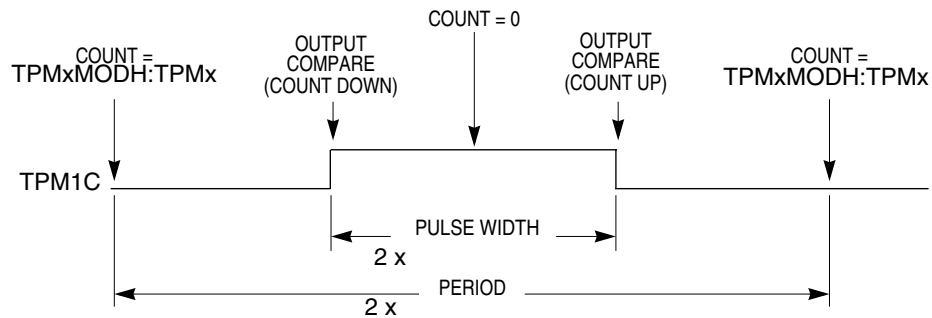 COUNT = 0
COUNT =
TPMxMODH:TPMx
OUTPUT
COMPARE
(COUNT DOWN)
OUTPUT
COMPARE
(COUNT UP)
COUNT =
TPMxMODH:TPMx
TPM1C
PULSE WIDTH
2 x
PERIOD
2 x